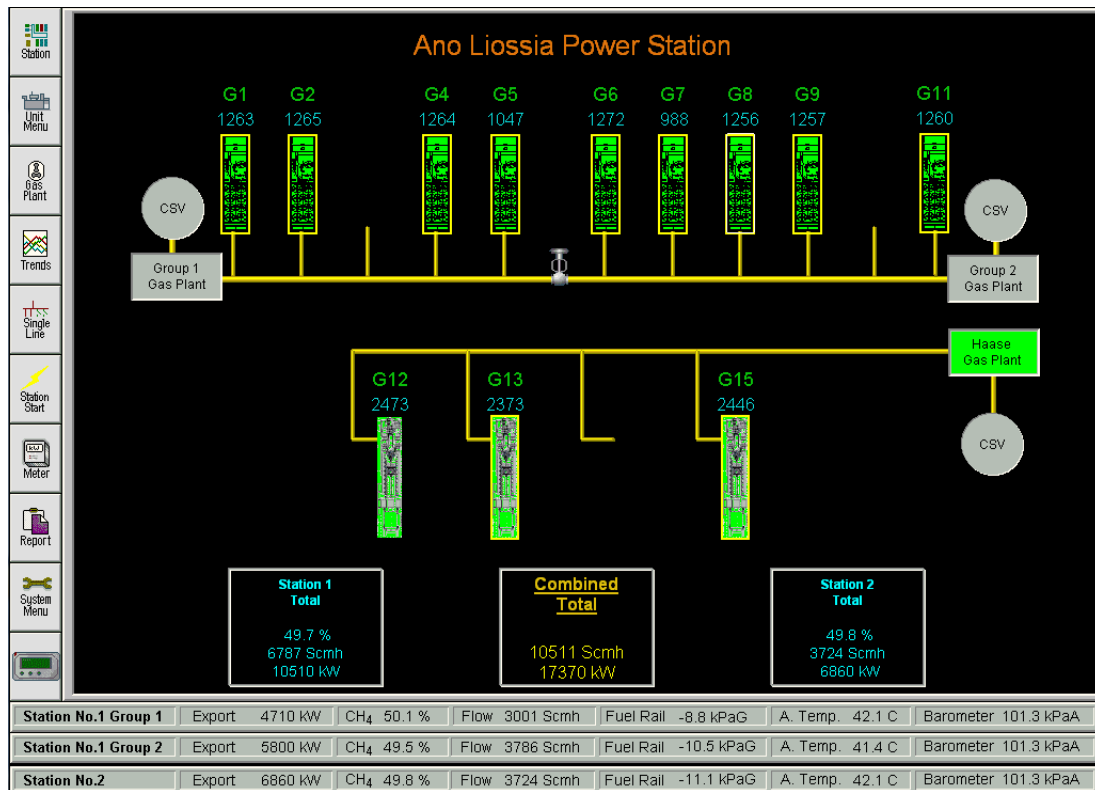 Station
Unit
Menu
Gas
Plant
Trends
Single
Line
Station
Start
kW
Meter
Report
System
Menu
Ano Liossia Power Station
G1 G2 G4 G5 G6 G7 G8 G9 G11
1263 1265 1264 1047 1272 988 1256 1257 1260
CSV
CSV
Group 1
Gas Plant
Group 2
Gas Plant
Haase
Gas Plant
G12 G13 G15
2473 2373 2446
CSV
Station 1
Total
49.7 %
6787 Scmh
10510 kW
Combined
Total
10511 Scmh
17370 kW
Station 2
Total
49.8 %
3724 Scmh
6860 kW
Station No.1 Group 1 Export 4710 kW CH4 50.1 % Flow 3001 Scmh Fuel Rail -8.8 kPaG A. Temp. 42.1 C Barometer 101.3 kPaA
Station No.1 Group 2 Export 5800 kW CH4 49.5 % Flow 3786 Scmh Fuel Rail -10.5 kPaG A. Temp. 41.4 C Barometer 101.3 kPaA
Station No.2 Export 6860 kW CH4 49.8 % Flow 3724 Scmh Fuel Rail -11.1 kPaG A. Temp. 42.1 C Barometer 101.3 kPaA